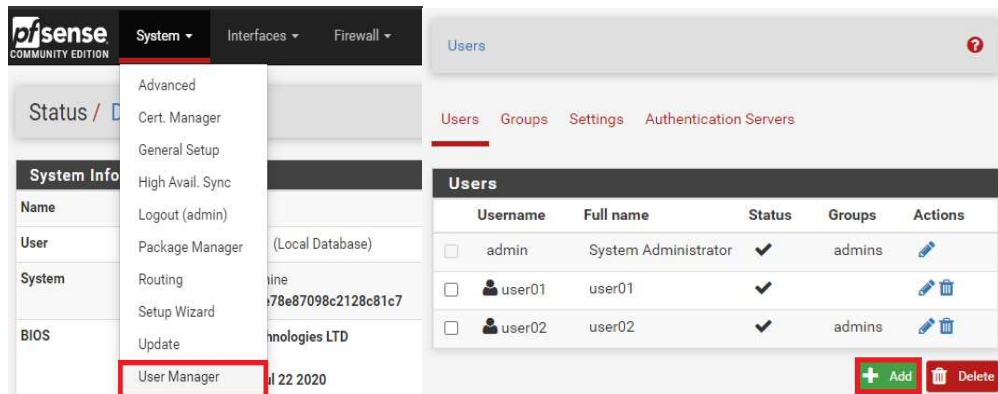 pfsense
COMMUNITY EDITION
System
Interfaces
Firewall
Advanced
Cert. Manager
General Setup
High Avail. Sync
Logout (admin)
Package Manager
Routing
Setup Wizard
Update
User Manager
Status /
System Info
Name
User
(Local Database)
System
e78e87098c2128c81c7
BIOS
hnologies LTD
ul 22 2020
Users
Users Groups Settings Authentication Servers
Users
Username Full name Status Groups Actions
admin System Administrator admins
user01 user01
user02 user02 admins
Add Delete